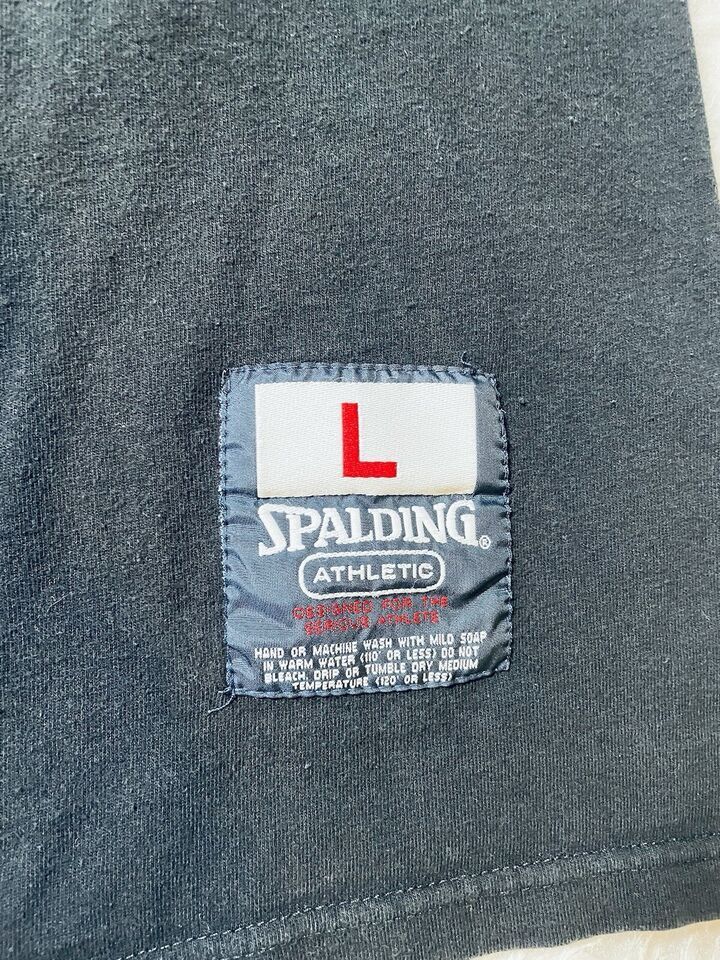 L
SPALDING®
ATHLETIC
DESIGNED FOR THE
SERIOUS ATHLETE
HAND OR MACHINE WASH WITH MILD SOAP
IN WARM WATER (110° OR LESS) DO NOT
BLEACH, DRIP OR TUMBLE DRY MEDIUM
TEMPERATURE (120° OR LESS)